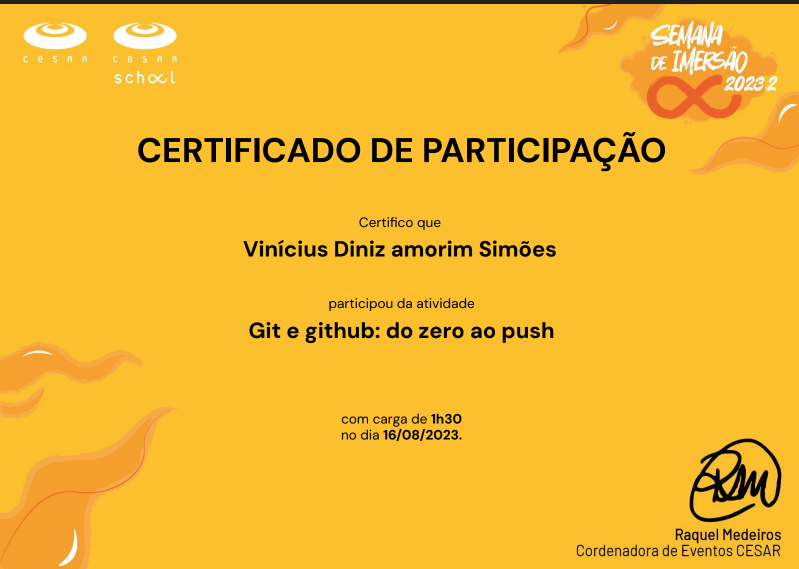 CESAR
CESAR
school
SEMANA
DE IMERSÃO
2023.2
CERTIFICADO DE PARTICIPAÇÃO
Certifico que
Vinícius Diniz amorim Simões
participou da atividade
Git e github: do zero ao push
com carga de 1h30
no dia 16/08/2023.
RM
Raquel Medeiros
Cordenadora de Eventos CESAR